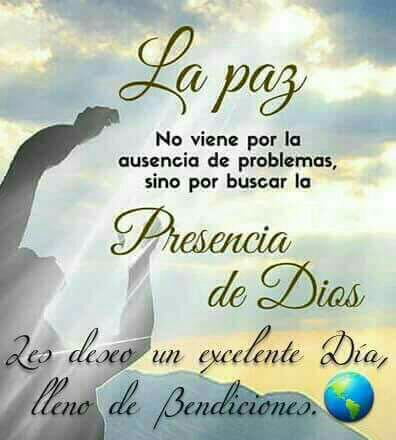 La paz
No viene por la
ausencia de problemas,
sino por buscar la
Presencia
de Dios
Les deseo un excelente Día,
lleno de Bendiciones.